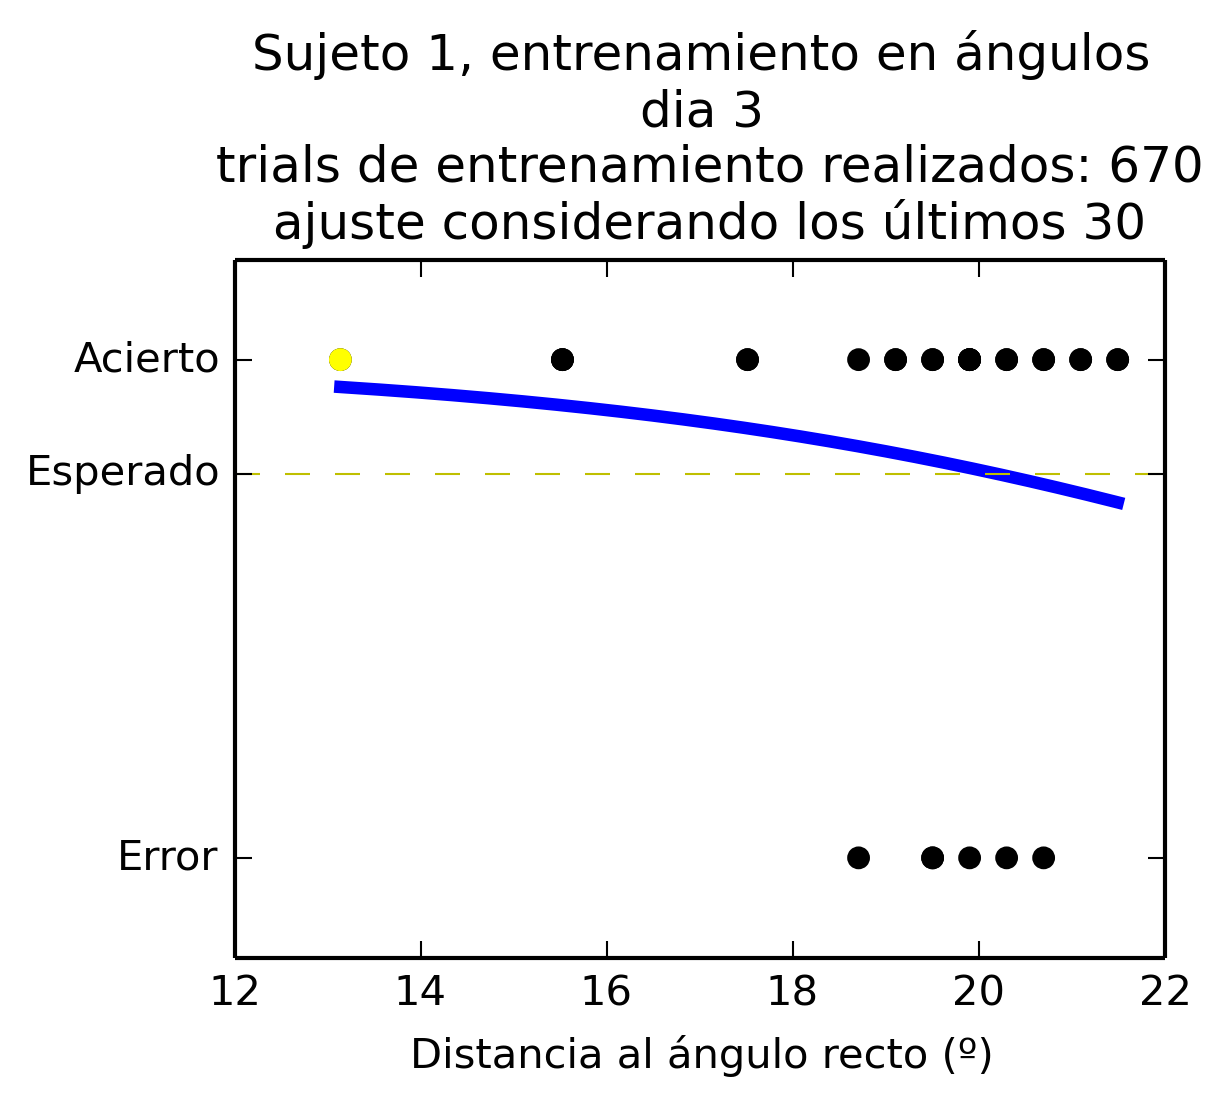 Sujeto 1, entrenamiento en ángulos
dia 3
trials de entrenamiento realizados: 670
ajuste considerando los últimos 30
Acierto
Esperado
Error
12 14 16 18 20 22
Distancia al ángulo recto (º)